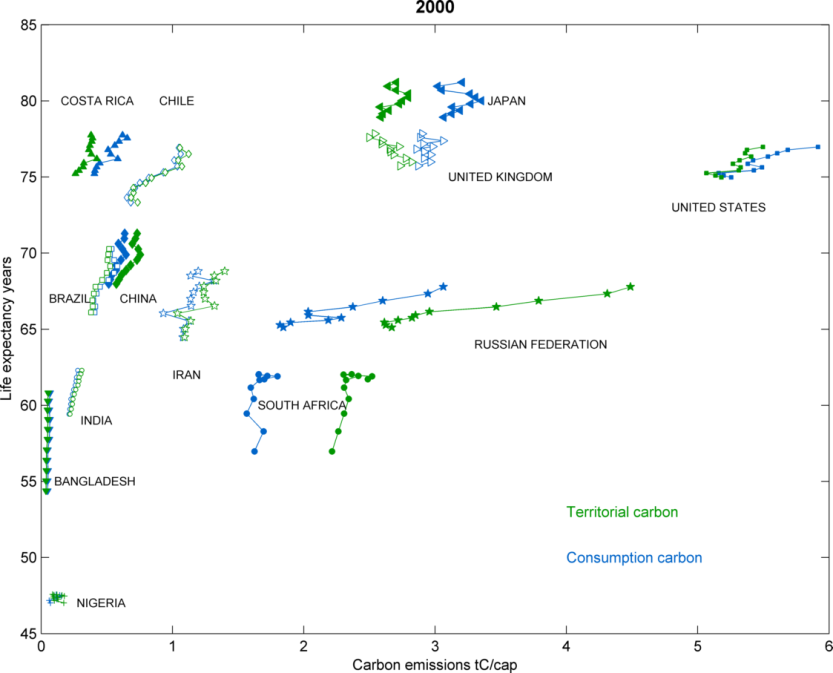 2000
85
COSTA RICA
CHILE
80
JAPAN
UNITED KINGDOM
75
UNITED STATES
70
BRAZIL
CHINA
65
RUSSIAN FEDERATION
IRAN
60
SOUTH AFRICA
INDIA
55
BANGLADESH
Territorial carbon
50
Consumption carbon
NIGERIA
45
Life expectancy years
0 1 2 3 4 5 6
Carbon emissions tC/cap